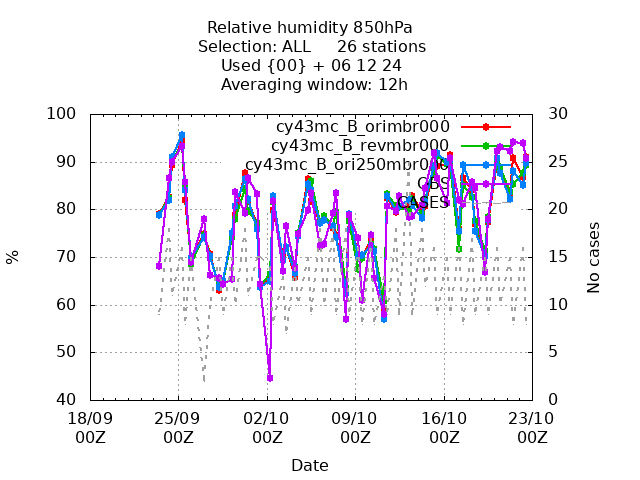 Relative humidity 850hPa
Selection: ALL 26 stations
Used {00} + 06 12 24
Averaging window: 12h
100
90
80
70
60
50
40
30
25
20
15
10
5
0
%
No cases
cy43mc_B_orimbr000
cy43mc_B_revmbr000
cy43mc_B_ori250mbr000
OBS
CASES
18/09 25/09 02/10 09/10 16/10 23/10
00Z 00Z 00Z 00Z 00Z 00Z
Date